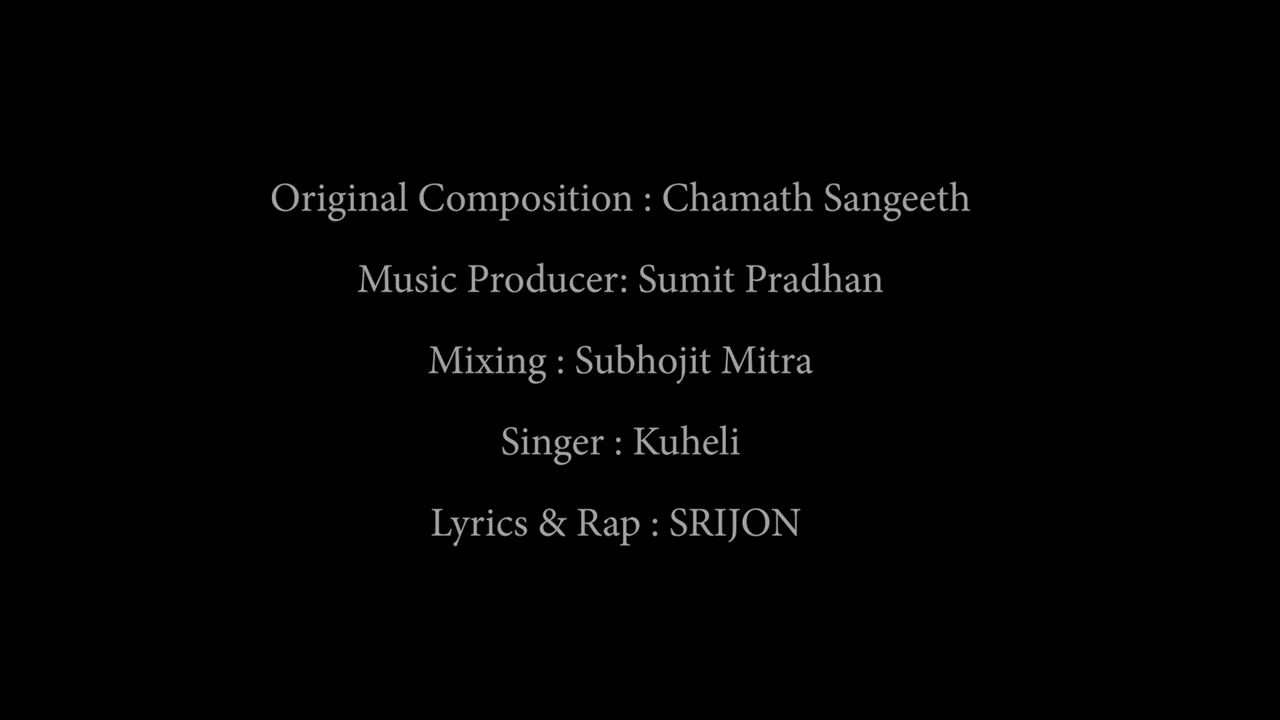 Original Composition : Chamath Sangeeth
Music Producer: Sumit Pradhan
Mixing : Subhojit Mitra
Singer : Kuheli
Lyrics & Rap : SRIJON